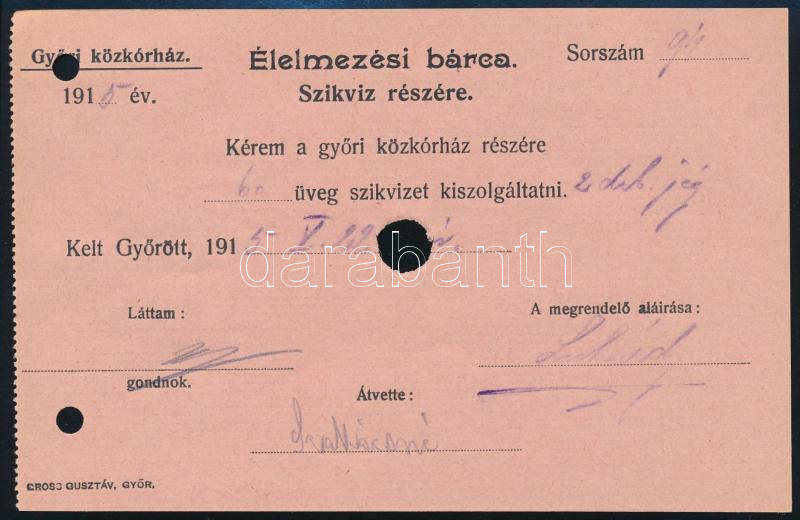 Győri közkórház.
Élelmezési bárca.
Sorszám 94
1915 év.
Szikviz részére.
Kérem a győri közkórház részére
60 üveg szikvizet kiszolgáltatni. 2 drb. jég
Kelt Győrött, 1915 V. 22
darabanth
Láttam :
A megrendelő aláirása :
gondnok.
Átvette :
GROSS GUSZTÁV, GYŐR.